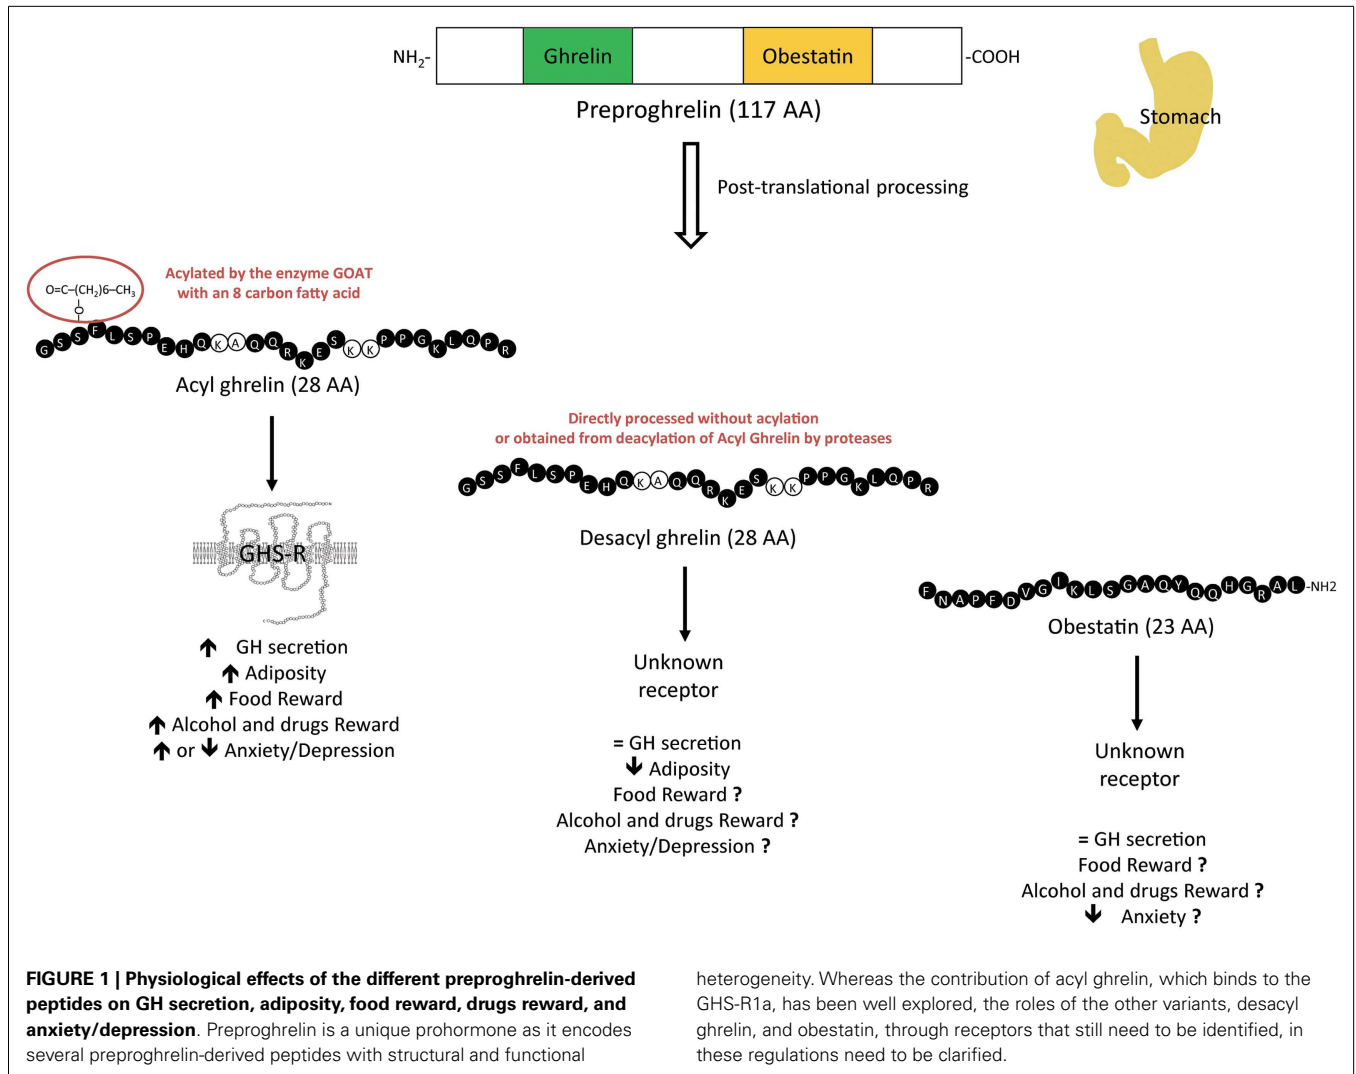 NH2-
Ghrelin
Obestatin
-COOH
Preproghrelin (117 AA)
Stomach
Post-translational processing
Acylated by the enzyme GOAT
with an 8 carbon fatty acid
O=C–(CH2)6–CH3
O
G S S F L S P E H Q K A Q Q R K E S K K P P G K L Q P R
Acyl ghrelin (28 AA)
GHS-R
↑ GH secretion
↑ Adiposity
↑ Food Reward
↑ Alcohol and drugs Reward
↑ or ↓ Anxiety/Depression
Directly processed without acylation
or obtained from deacylation of Acyl Ghrelin by proteases
G S S F L S P E H Q K A Q Q R K E S K K P P G K L Q P R
Desacyl ghrelin (28 AA)
Unknown
receptor
= GH secretion
↓ Adiposity
Food Reward ?
Alcohol and drugs Reward ?
Anxiety/Depression ?
F N A P F D V G I K L S G A Q Y Q Q H G R A L -NH2
Obestatin (23 AA)
Unknown
receptor
= GH secretion
Food Reward ?
Alcohol and drugs Reward ?
↓ Anxiety ?
FIGURE 1 | Physiological effects of the different preproghrelin-derived
peptides on GH secretion, adiposity, food reward, drugs reward, and
anxiety/depression. Preproghrelin is a unique prohormone as it encodes
several preproghrelin-derived peptides with structural and functional
heterogeneity. Whereas the contribution of acyl ghrelin, which binds to the
GHS-R1a, has been well explored, the roles of the other variants, desacyl
ghrelin, and obestatin, through receptors that still need to be identified, in
these regulations need to be clarified.